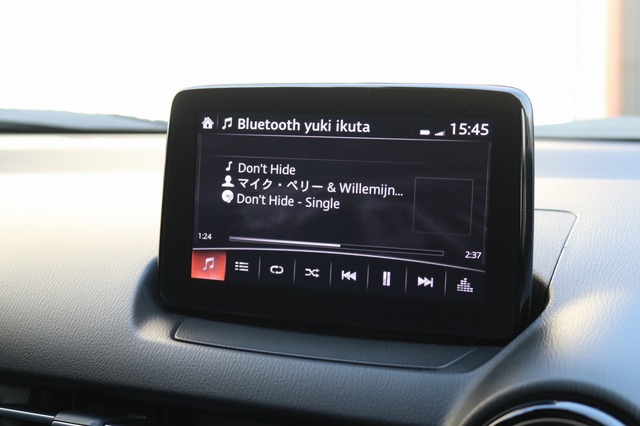 Bluetooth yuki ikuta 15:45
Don't Hide
マイク・ペリー & Willemijn...
Don't Hide - Single
1:24 2:37